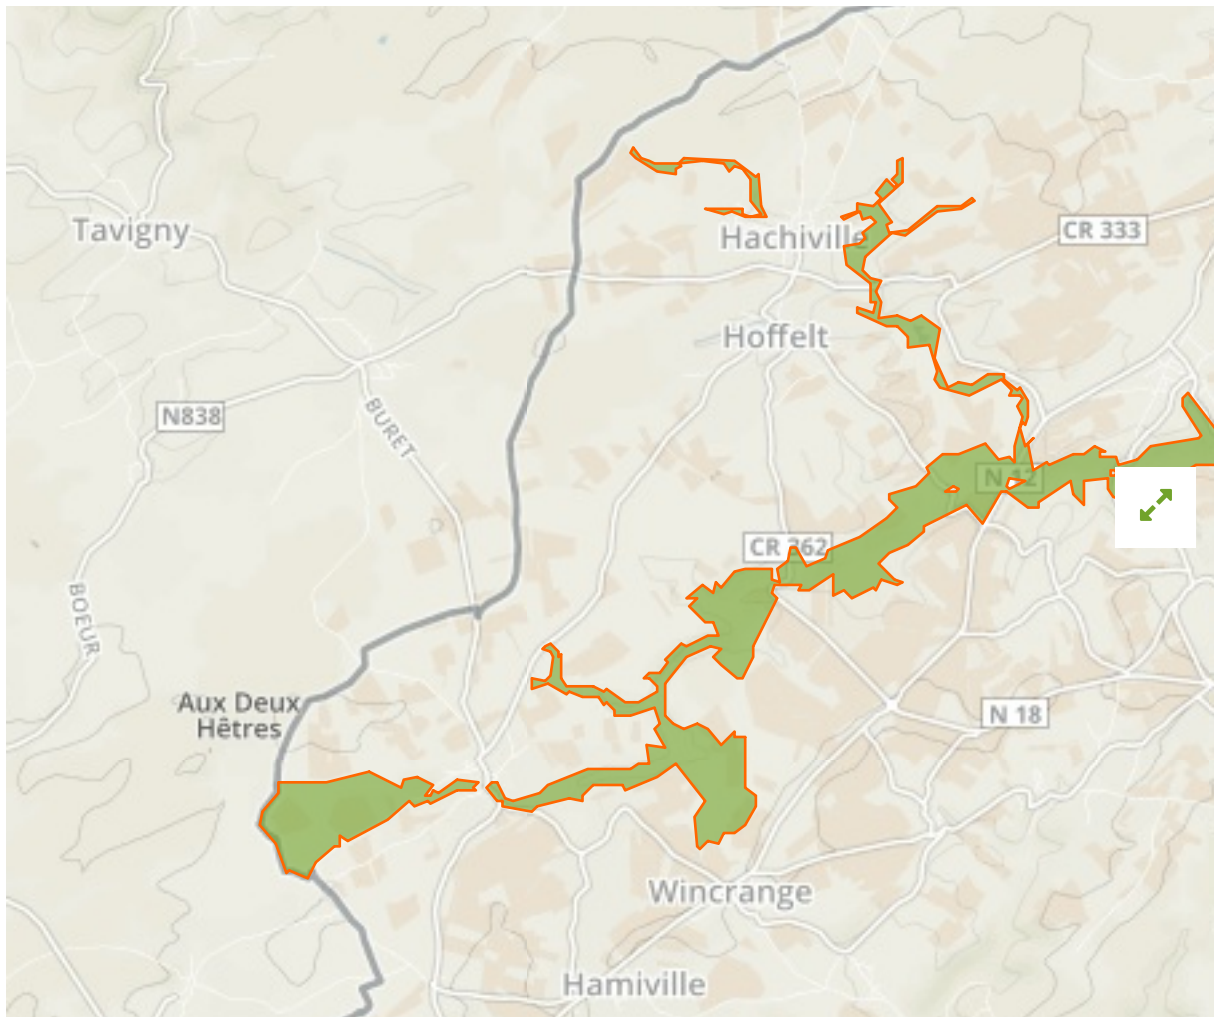 Tavigny
CR 333
Hachiville
Hoffelt
N838
BURET
N 12
CR 362
BOEUR
Aux Deux
Hêtres
N 18
Wincrange
Hamiville